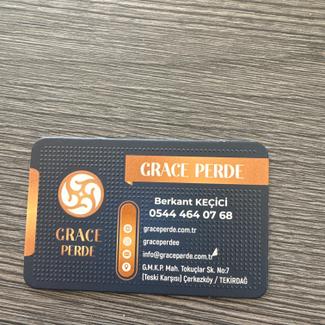 GRACE PERDE
Berkant KEÇİCİ
0544 464 07 68
GRACE
PERDE
graceperde.com.tr
graceperdee
info@graceperde.com.tr
G.M.K.P. Mah. Tokuçlar Sk. No:7
(Teski Karşısı) Çerkezköy / TEKİRDAĞ